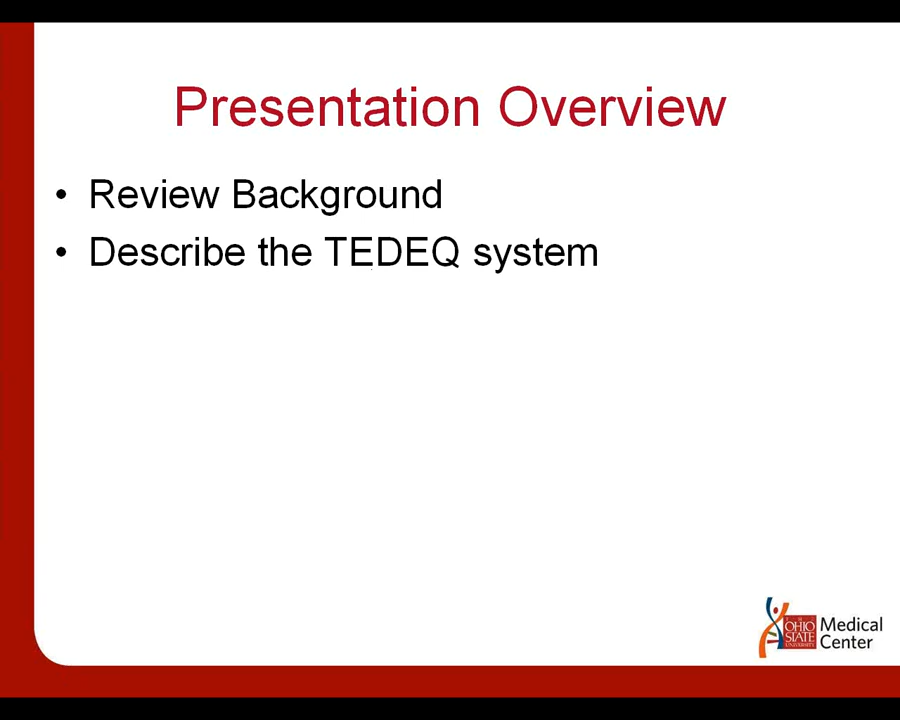 Presentation Overview
• Review Background
• Describe the TEDEQ system
OHIO
STATE
UNIVERSITY
Medical
Center